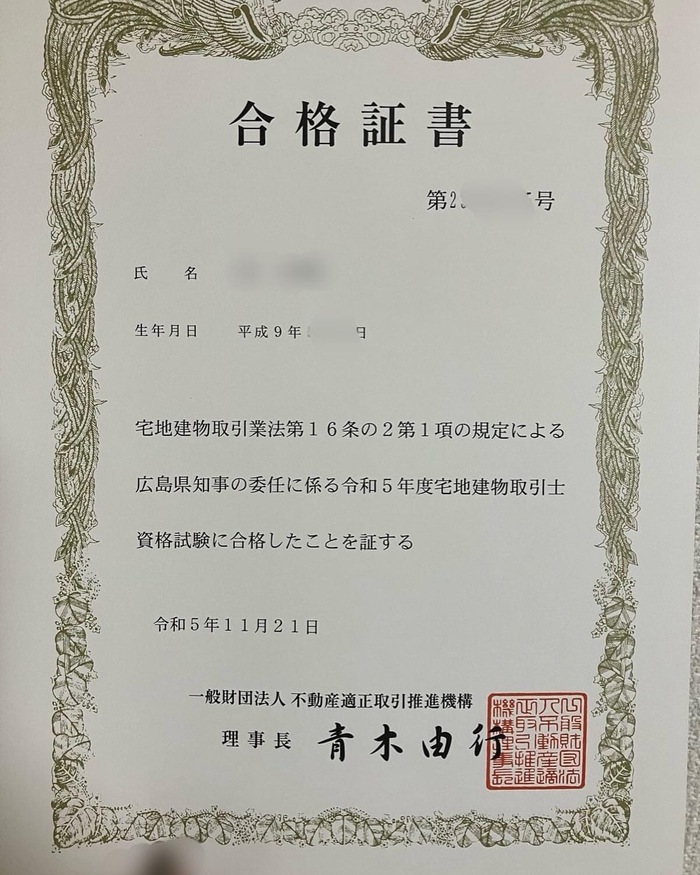 合格証書
第2 号
氏名
生年月日 平成9年 日
宅地建物取引業法第16条の2第1項の規定による
広島県知事の委任に係る令和5年度宅地建物取引士
資格試験に合格したことを証する
令和5年11月21日
一般財団法人 不動産適正取引推進機構
理事長 青木由行